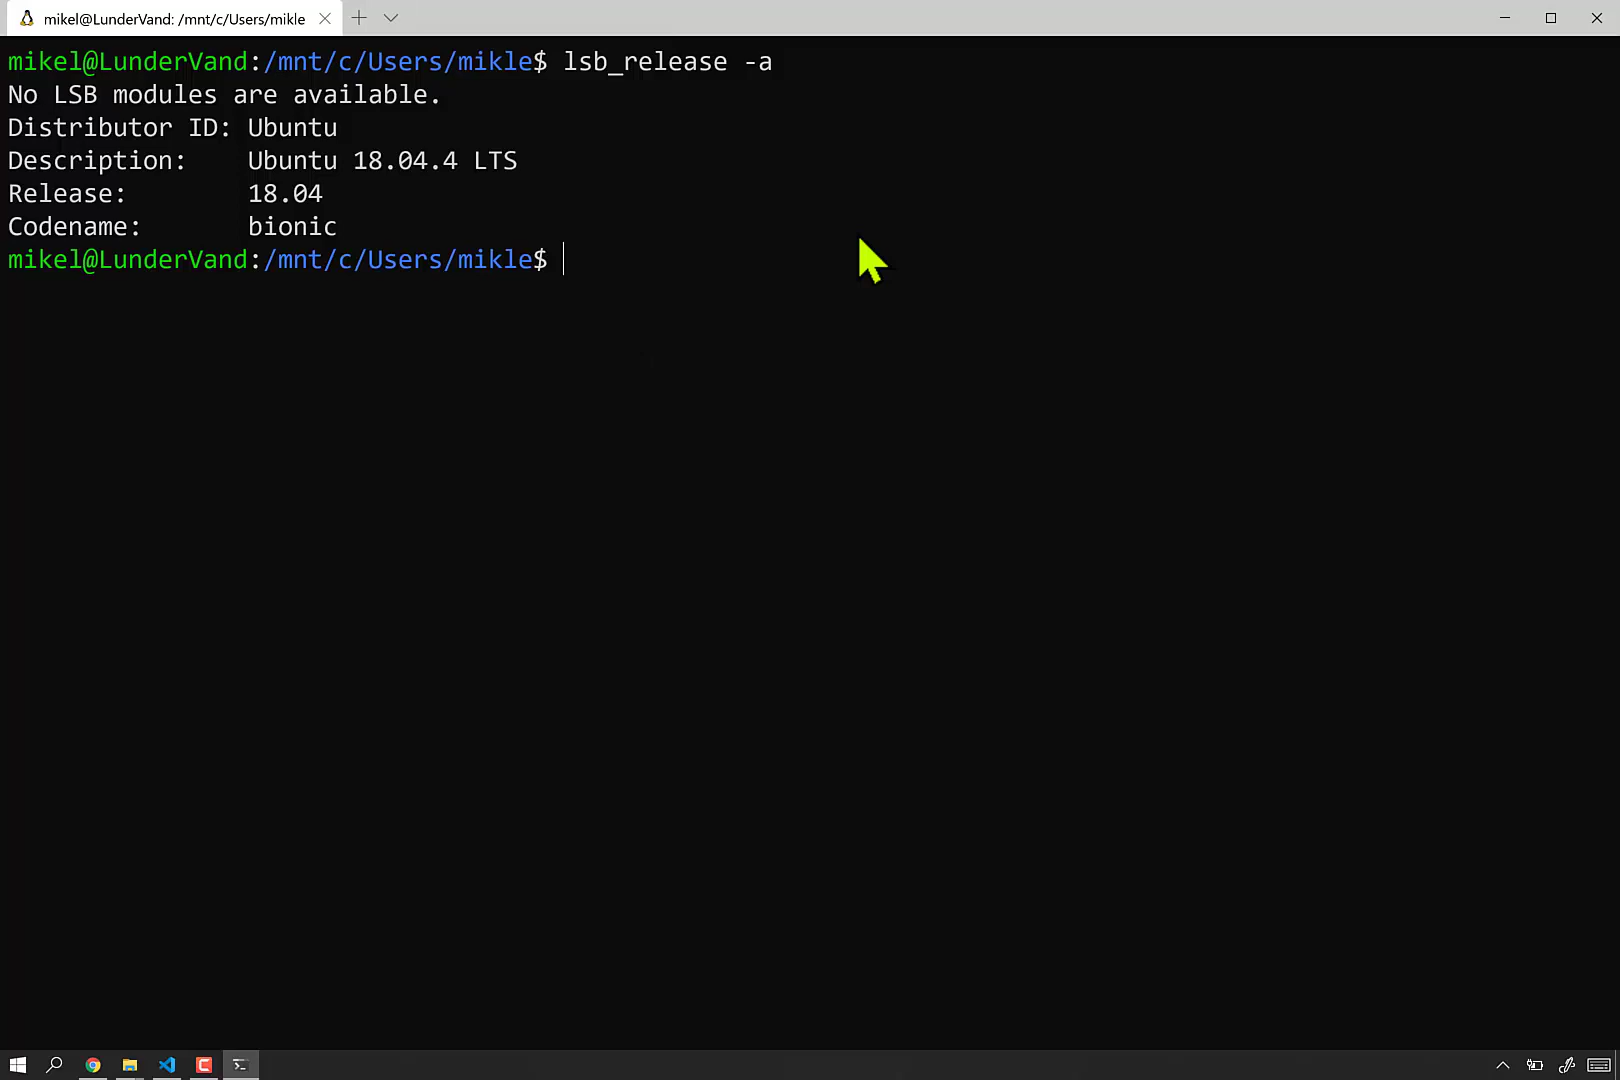 mikel@LunderVand: /mnt/c/Users/mikle
mikel@LunderVand:/mnt/c/Users/mikle$ lsb_release -a
No LSB modules are available.
Distributor ID: Ubuntu
Description:    Ubuntu 18.04.4 LTS
Release:        18.04
Codename:       bionic
mikel@LunderVand:/mnt/c/Users/mikle$